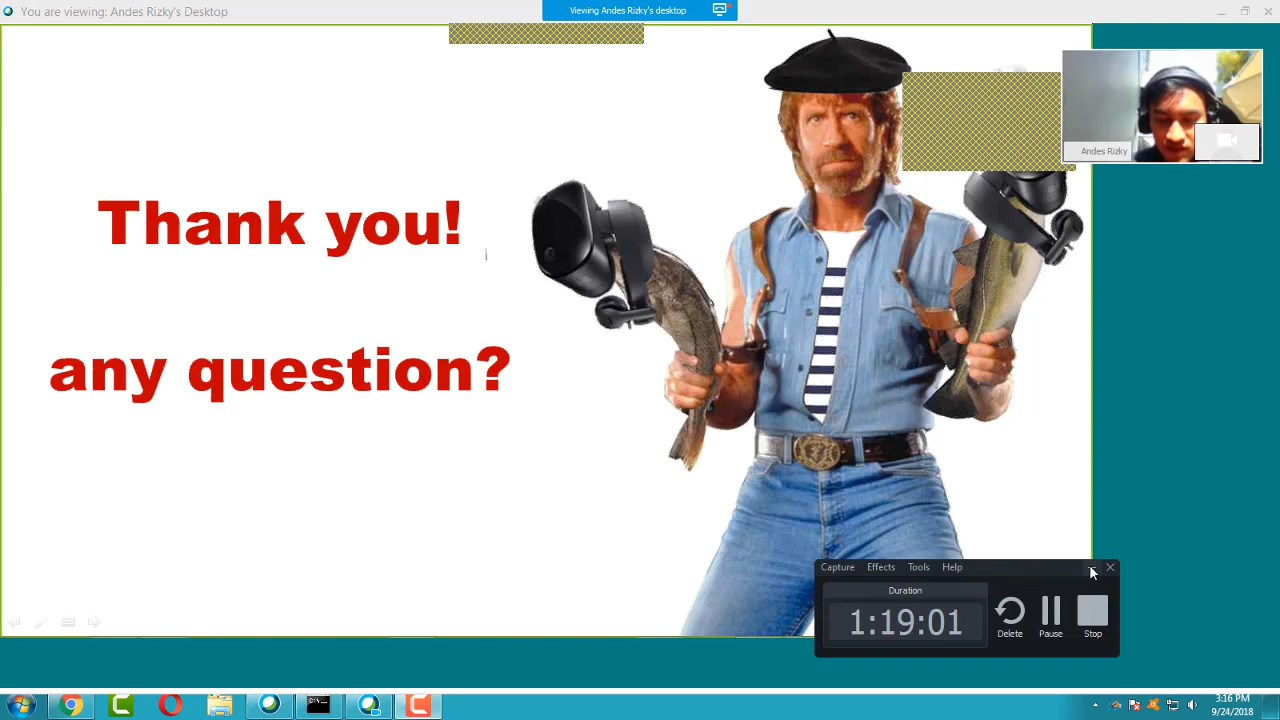 You are viewing: Andes Rizky's Desktop
Viewing Andes Rizky's desktop
Andes Rizky
Thank you!
any question?
Capture Effects Tools Help
Duration
1:19:01
Delete Pause Stop
3:16 PM
9/24/2018